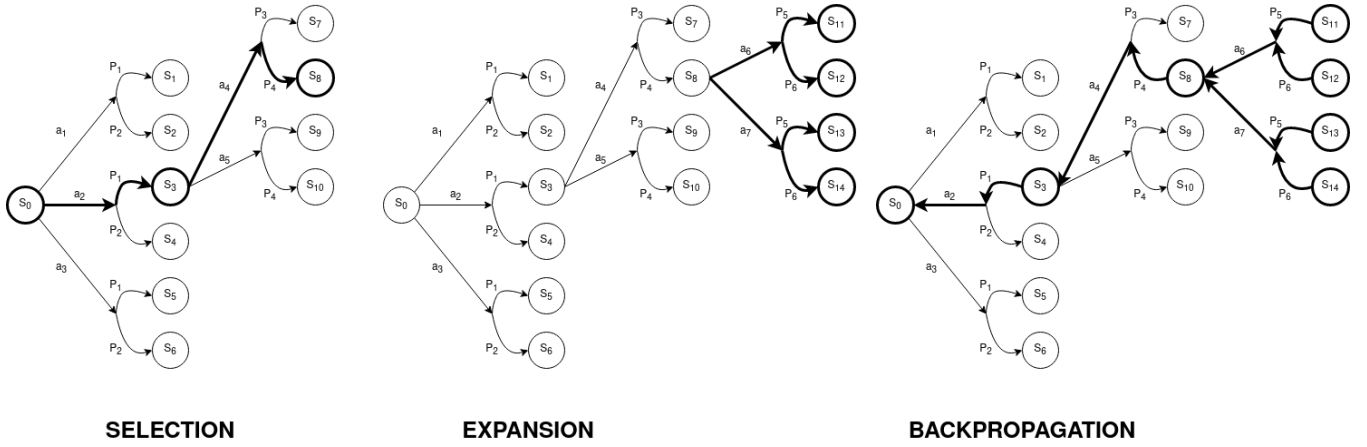 P3
S7
a4
P4
S8
P1
S1
a1
P2
S2
P3
S9
a5
P4
S10
P1
S3
S0
a2
P2
S4
a3
P1
S5
P2
S6
SELECTION
P3
S7
a4
P4
S8
P5
S11
a6
P6
S12
a7
P5
S13
P6
S14
P1
S1
a1
P2
S2
P3
S9
a5
P4
S10
P1
S3
S0
a2
P2
S4
a3
P1
S5
P2
S6
EXPANSION
P3
S7
a4
P4
S8
P5
S11
a6
P6
S12
a7
P5
S13
P6
S14
P1
S1
a1
P2
S2
P3
S9
a5
P4
S10
P1
S3
S0
a2
P2
S4
a3
P1
S5
P2
S6
BACKPROPAGATION